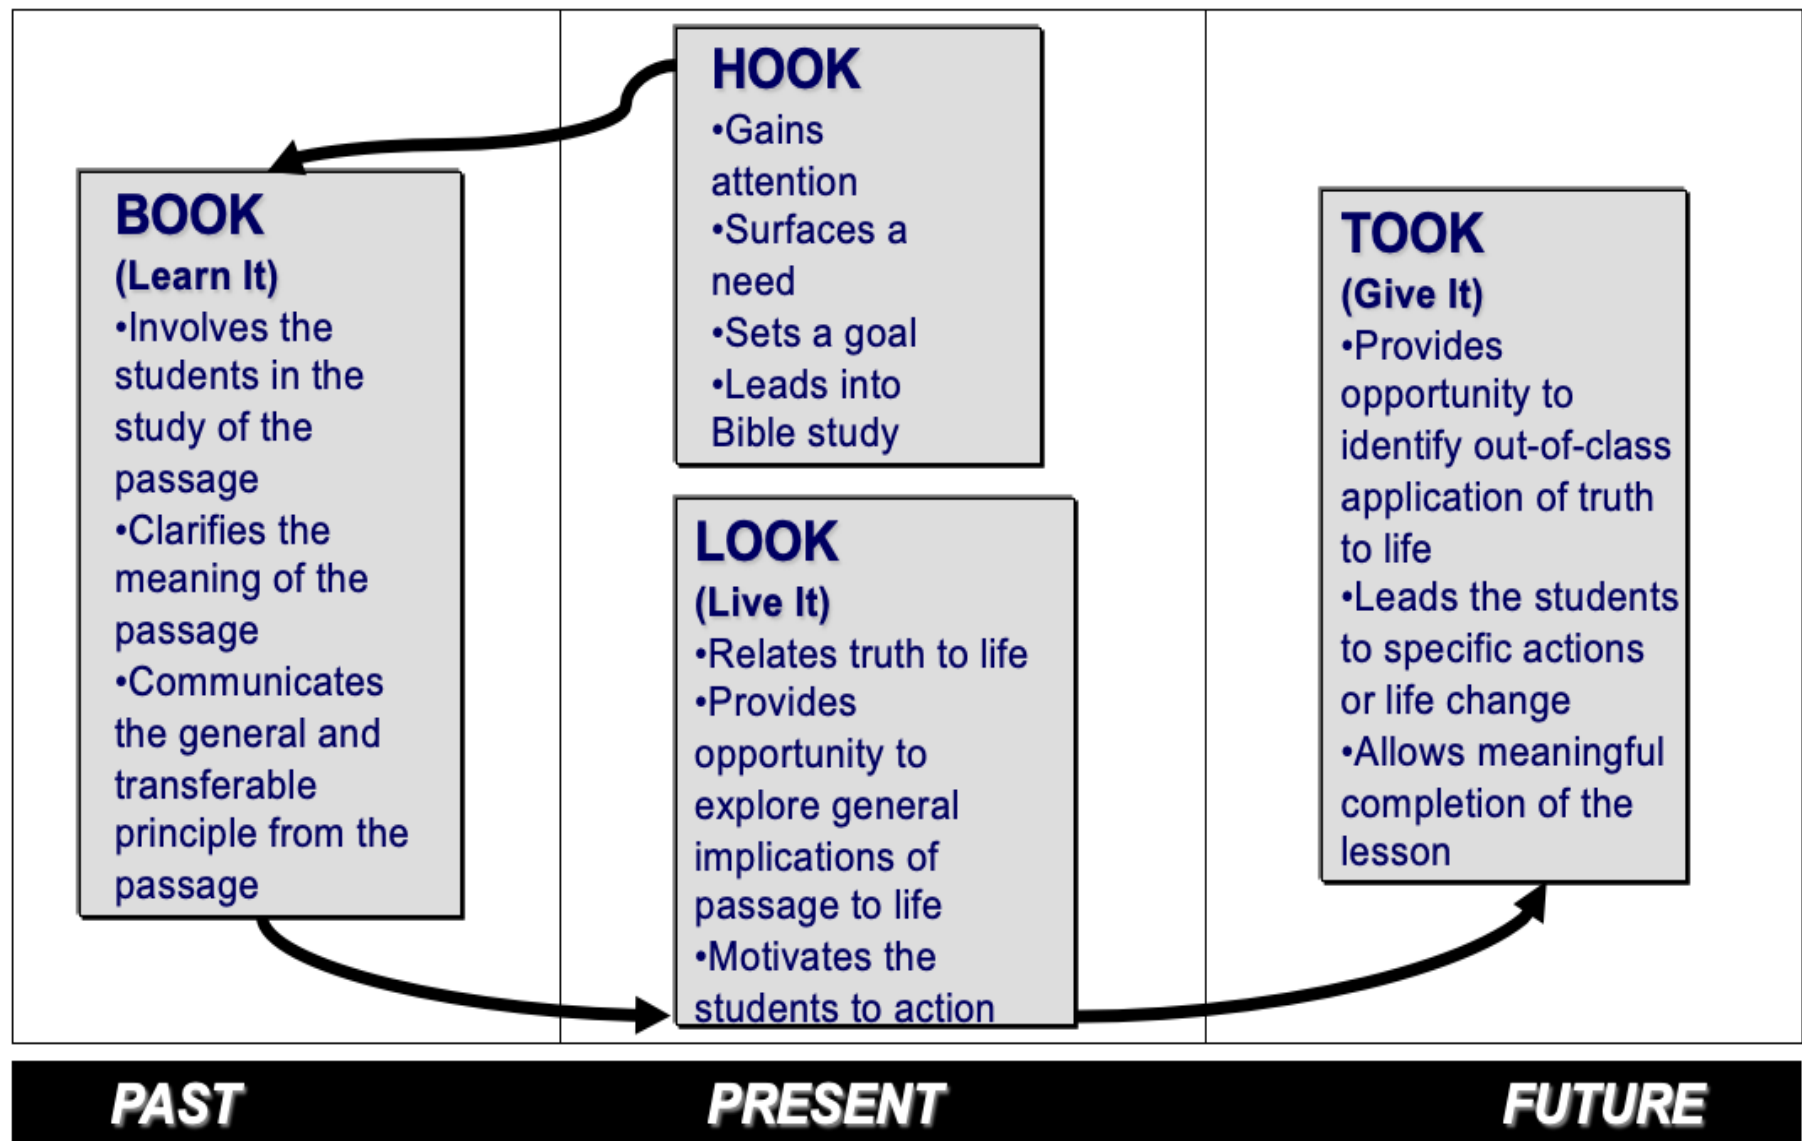 HOOK
•Gains
attention
•Surfaces a
need
•Sets a goal
•Leads into
Bible study
BOOK
(Learn It)
•Involves the
students in the
study of the
passage
•Clarifies the
meaning of the
passage
•Communicates
the general and
transferable
principle from the
passage
LOOK
(Live It)
•Relates truth to life
•Provides
opportunity to
explore general
implications of
passage to life
•Motivates the
students to action
TOOK
(Give It)
•Provides
opportunity to
identify out-of-class
application of truth
to life
•Leads the students
to specific actions
or life change
•Allows meaningful
completion of the
lesson
PAST
PRESENT
FUTURE